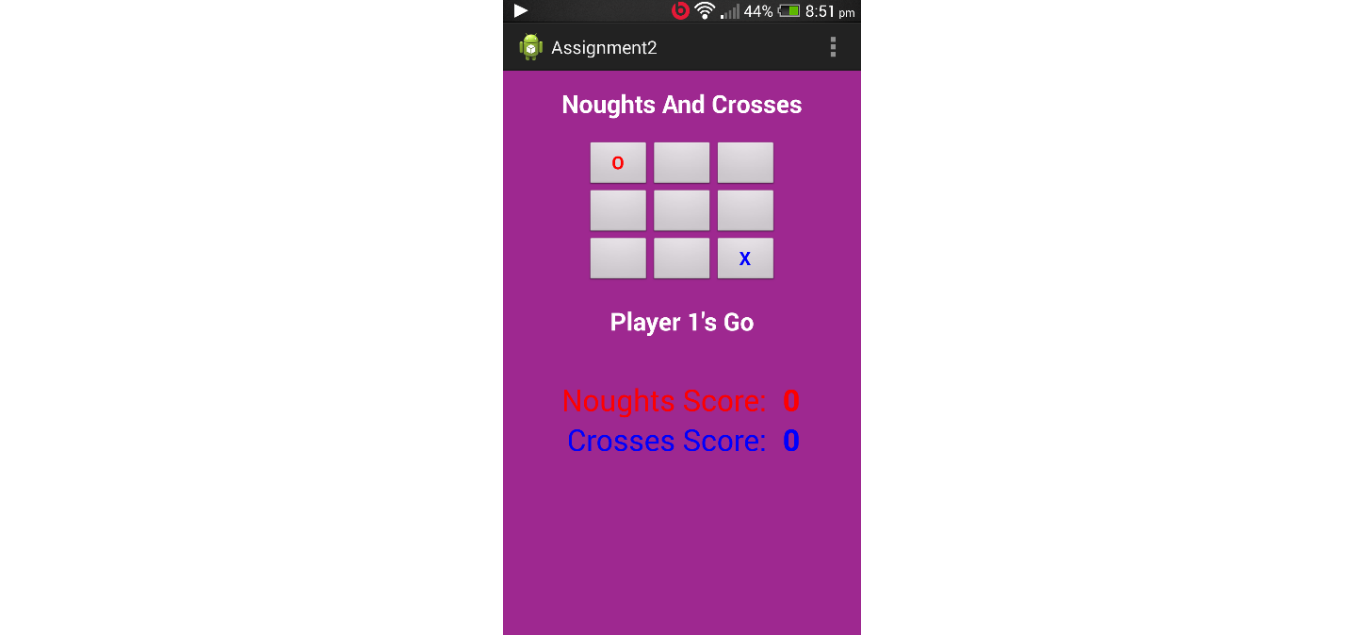 44% 8:51 pm
Assignment2
Noughts And Crosses
O
X
Player 1's Go
Noughts Score: 0
Crosses Score: 0